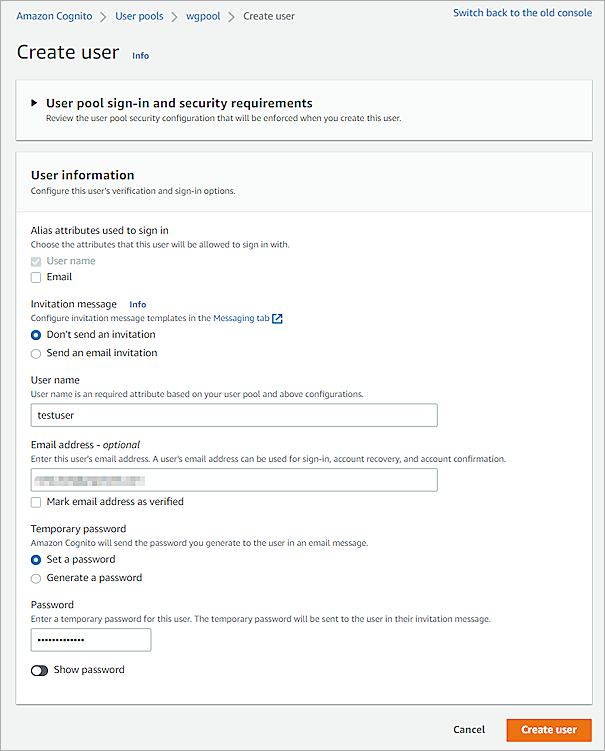 Amazon Cognito > User pools > wgpool > Create user
Switch back to the old console
Create user Info
User pool sign-in and security requirements
Review the user pool security configuration that will be enforced when you create this user.
User information
Configure this user's verification and sign-in options.
Alias attributes used to sign in
Choose the attributes that this user will be allowed to sign in with.
User name
Email
Invitation message Info
Configure invitation message templates in the Messaging tab
Don't send an invitation
Send an email invitation
User name
User name is an required attribute based on your user pool and above configurations.
testuser
Email address - optional
Enter this user's email address. A user's email address can be used for sign-in, account recovery, and account confirmation.
Mark email address as verified
Temporary password
Amazon Cognito will send the password you generate to the user in an email message.
Set a password
Generate a password
Password
Enter a temporary password for this user. The temporary password will be sent to the user in their invitation message.
•••••••••••••
Show password
Cancel
Create user